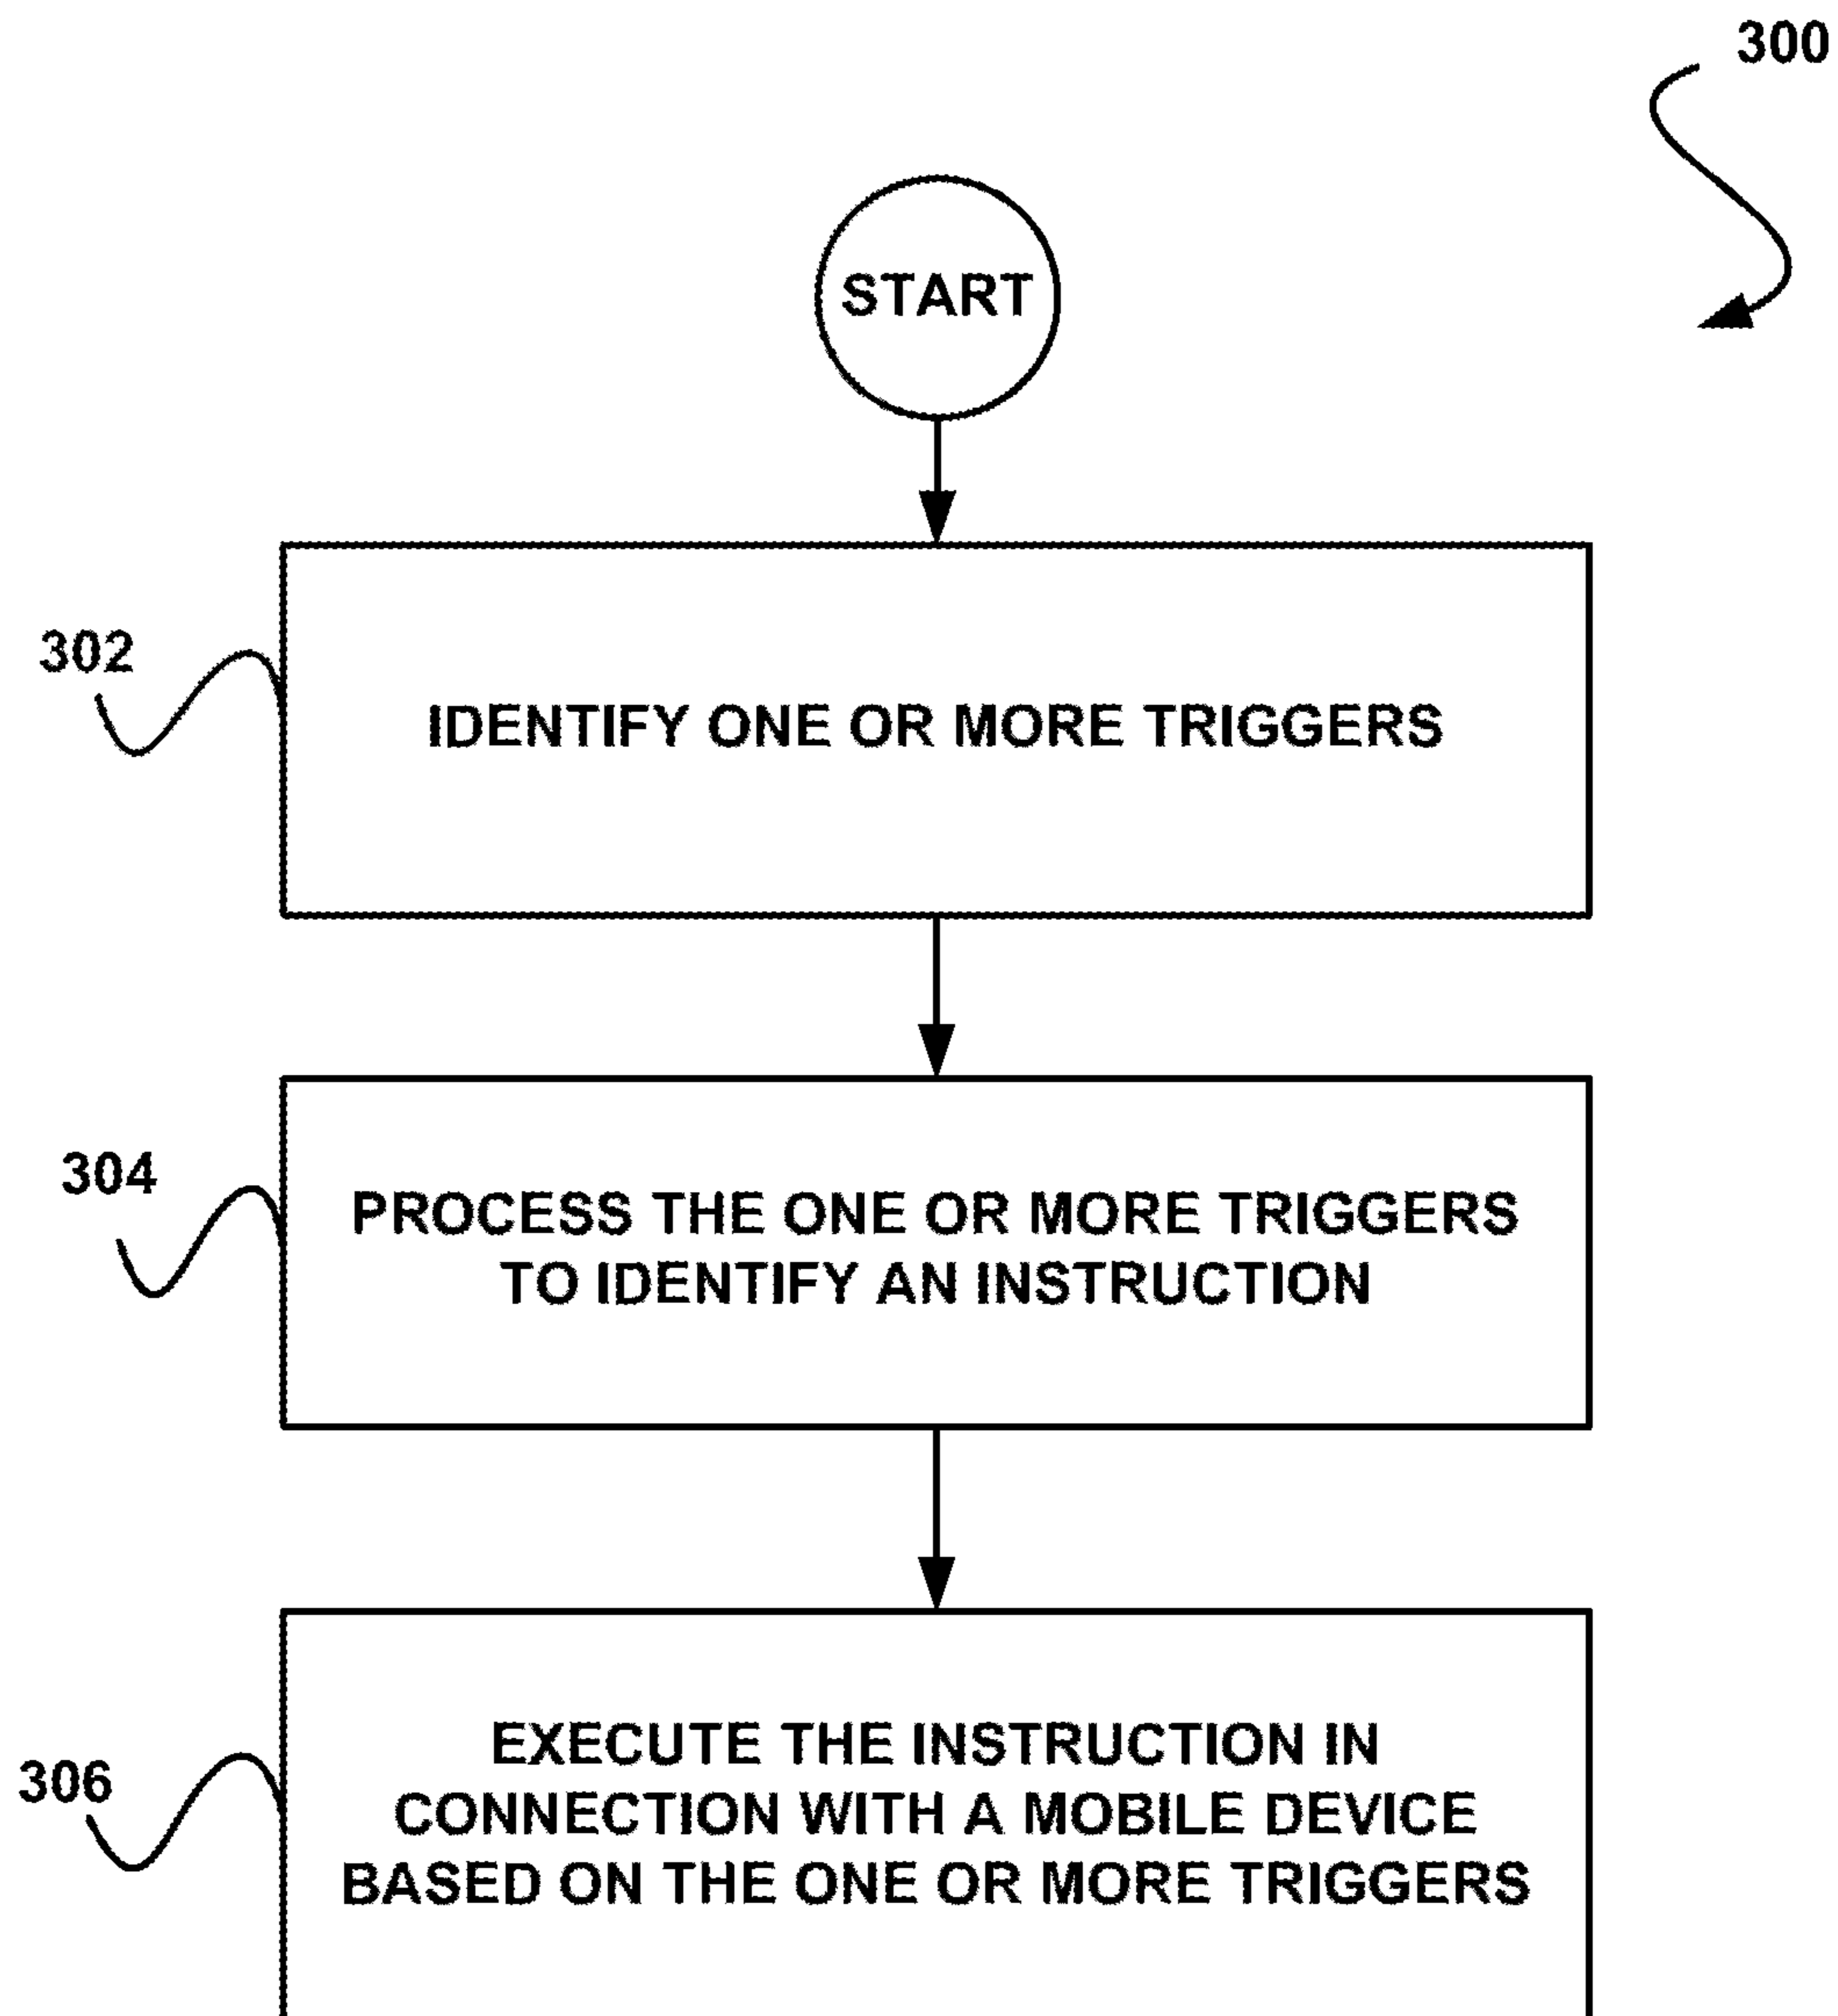 300
START
302
IDENTIFY ONE OR MORE TRIGGERS
304
PROCESS THE ONE OR MORE TRIGGERS
TO IDENTIFY AN INSTRUCTION
306
EXECUTE THE INSTRUCTION IN
CONNECTION WITH A MOBILE DEVICE
BASED ON THE ONE OR MORE TRIGGERS